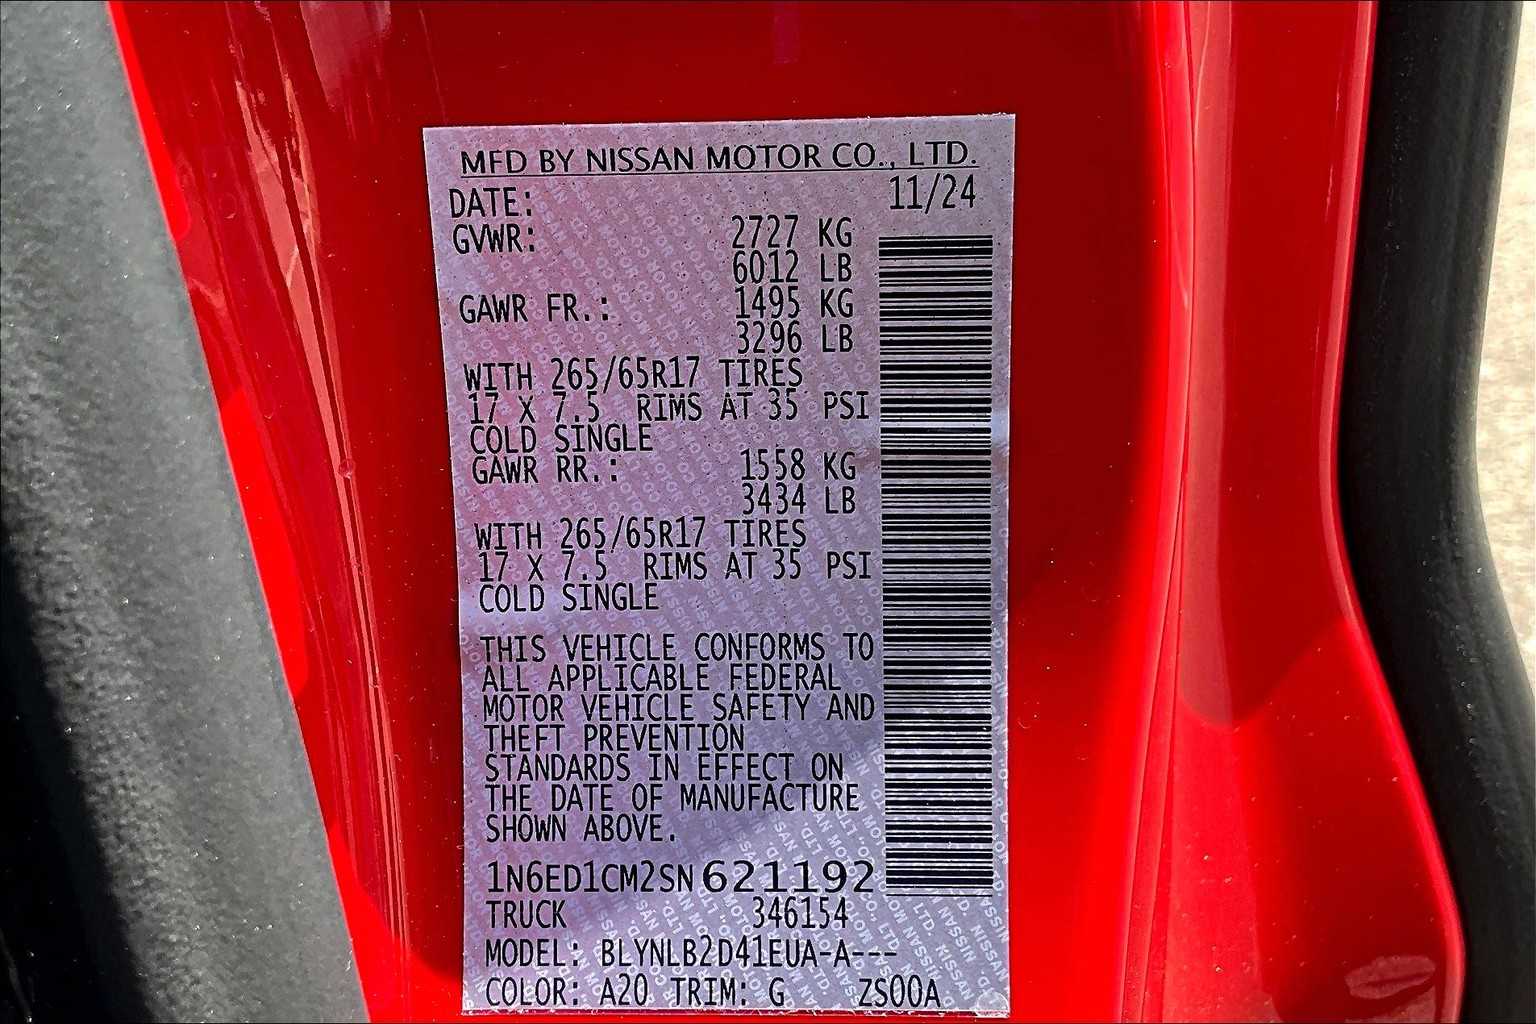 MFD BY NISSAN MOTOR CO., LTD.
DATE: 11/24
GVWR: 2727 KG
6012 LB
GAWR FR.: 1495 KG
3296 LB
WITH 265/65R17 TIRES
17 X 7.5 RIMS AT 35 PSI
COLD SINGLE
GAWR RR.: 1558 KG
3434 LB
WITH 265/65R17 TIRES
17 X 7.5 RIMS AT 35 PSI
COLD SINGLE
THIS VEHICLE CONFORMS TO
ALL APPLICABLE FEDERAL
MOTOR VEHICLE SAFETY AND
THEFT PREVENTION
STANDARDS IN EFFECT ON
THE DATE OF MANUFACTURE
SHOWN ABOVE.
1N6ED1CM2SN621192
TRUCK 346154
MODEL: BLYNLB2D41EUA-A---
COLOR: A20 TRIM: G ZS00A